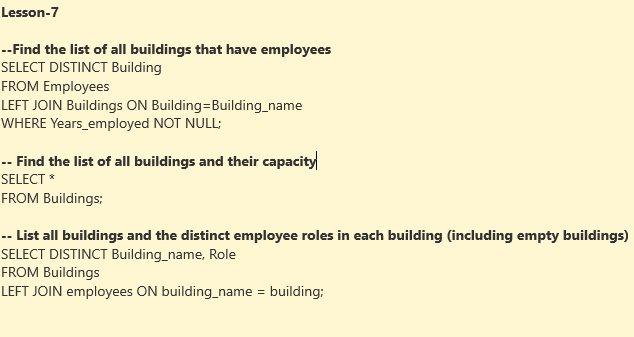 Lesson-7
--Find the list of all buildings that have employees
SELECT DISTINCT Building
FROM Employees
LEFT JOIN Buildings ON Building=Building_name
WHERE Years_employed NOT NULL;
-- Find the list of all buildings and their capacity
SELECT *
FROM Buildings;
-- List all buildings and the distinct employee roles in each building (including empty buildings)
SELECT DISTINCT Building_name, Role
FROM Buildings
LEFT JOIN employees ON building_name = building;